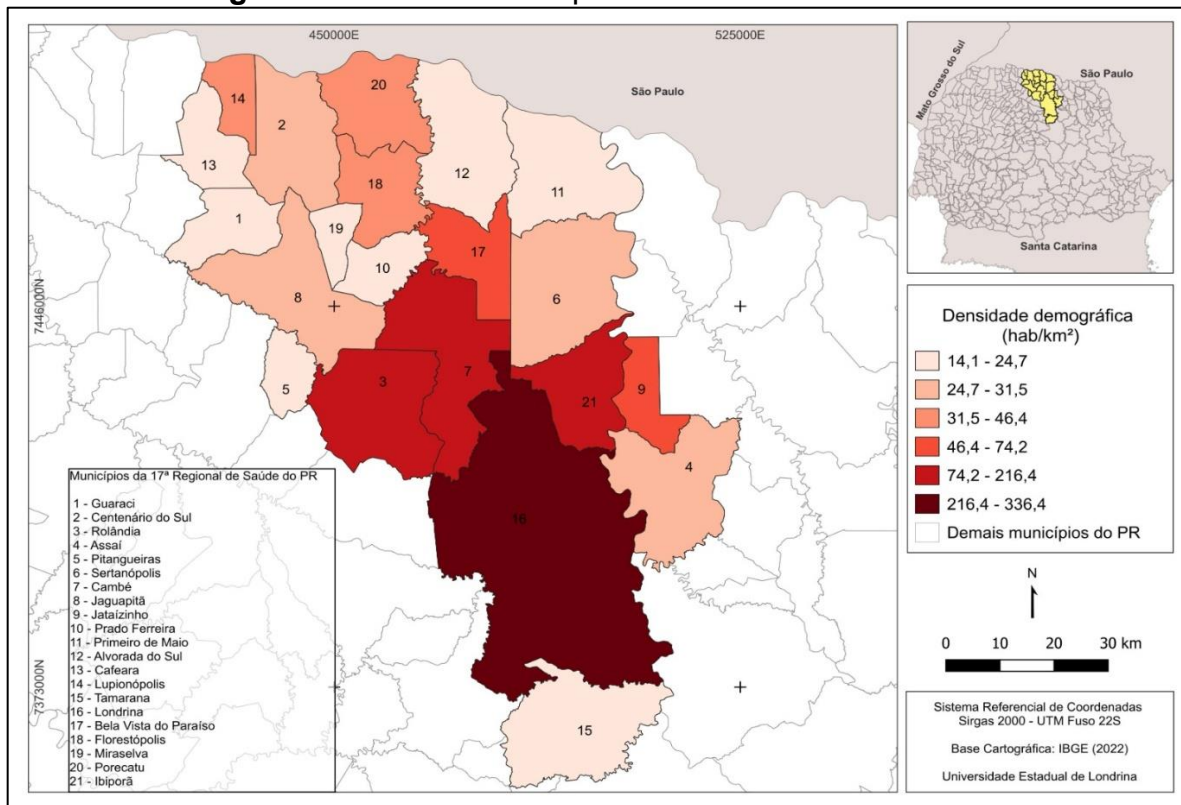 450000E
525000E
7446000N
7373000N
São Paulo
14
2
20
13
18
12
11
1
19
10
17
8
6
5
3
7
21
9
4
16
15
Municípios da 17ª Regional de Saúde do PR
1 - Guaraci
2 - Centenário do Sul
3 - Rolândia
4 - Assaí
5 - Pitangueiras
6 - Sertanópolis
7 - Cambé
8 - Jaguapitã
9 - Jataízinho
10 - Prado Ferreira
11 - Primeiro de Maio
12 - Alvorada do Sul
13 - Cafeara
14 - Lupionópolis
15 - Tamarana
16 - Londrina
17 - Bela Vista do Paraíso
18 - Florestópolis
19 - Miraselva
20 - Porecatu
21 - Ibiporã
Mato Grosso do Sul
São Paulo
Santa Catarina
Densidade demográfica
(hab/km²)
14,1 - 24,7
24,7 - 31,5
31,5 - 46,4
46,4 - 74,2
74,2 - 216,4
216,4 - 336,4
Demais municípios do PR
N
0 10 20 30 km
Sistema Referencial de Coordenadas
Sirgas 2000 - UTM Fuso 22S
Base Cartográfica: IBGE (2022)
Universidade Estadual de Londrina